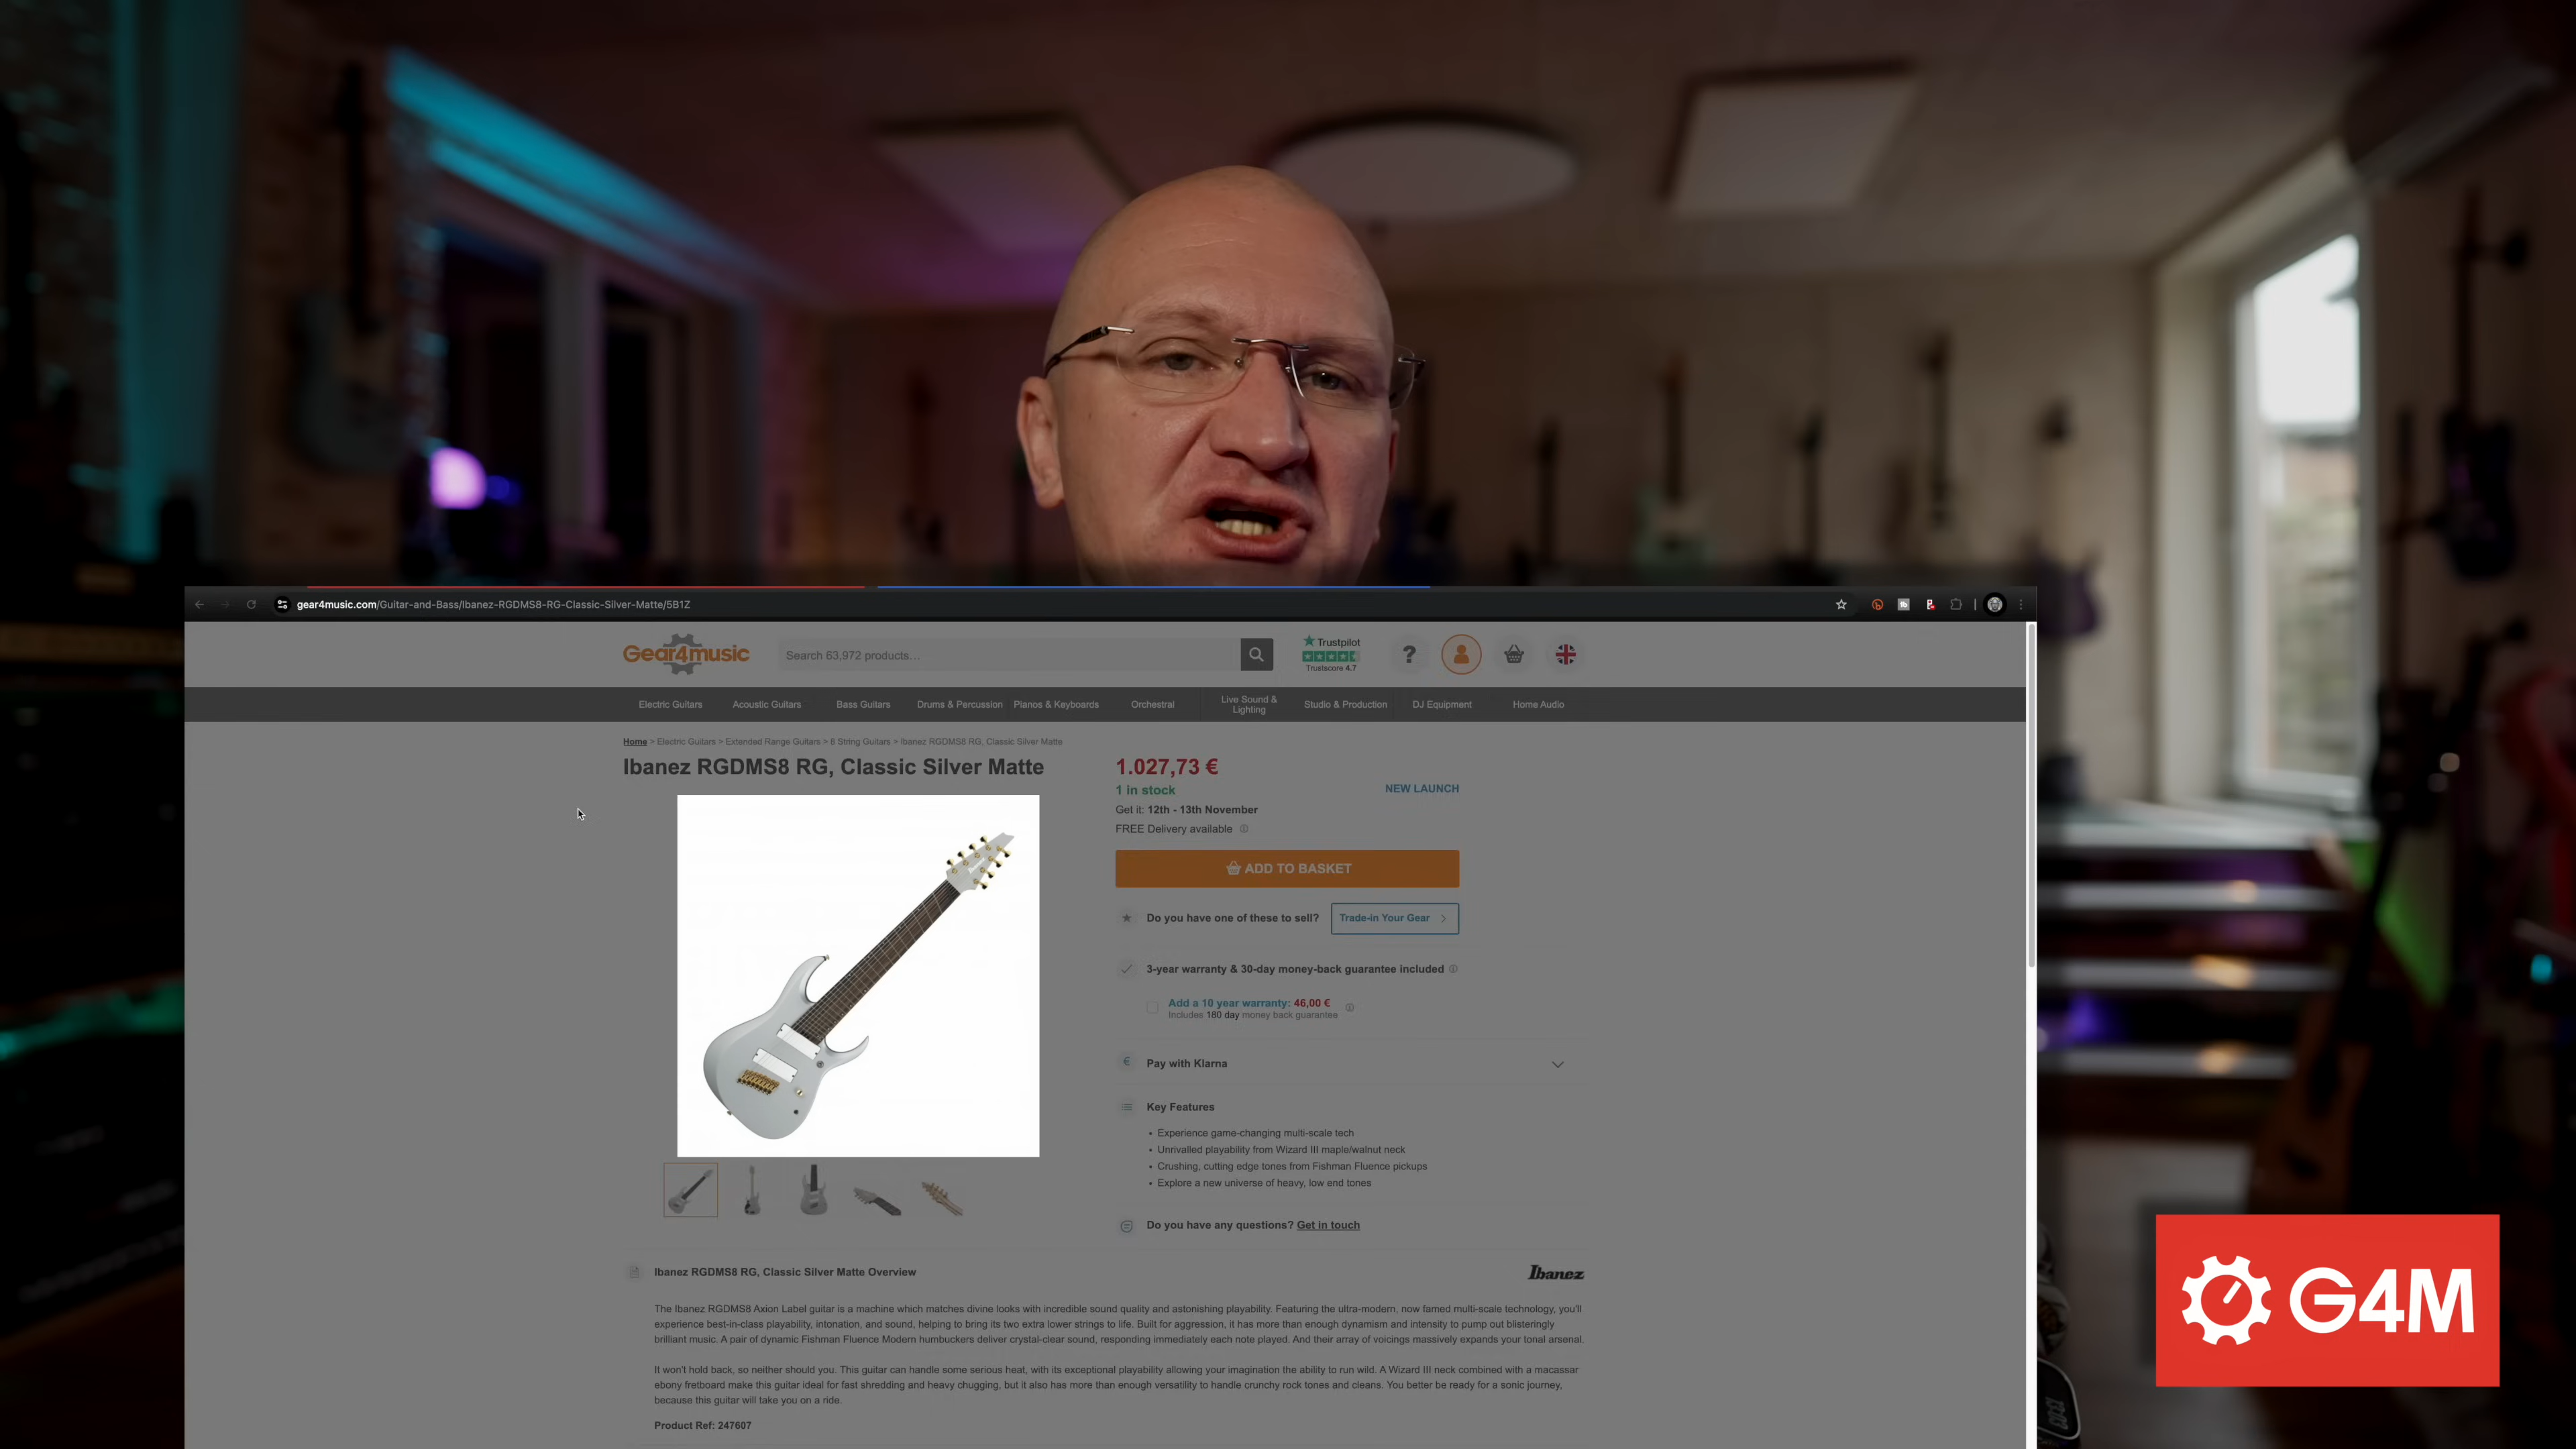 gear4music.com/Guitar-and-Bass/Ibanez-RGDMS8-RG-Classic-Silver-Matte/5B1Z
Gear4music
Search 63,972 products...
Trustpilot
Trustscore 4.7
?
Electric Guitars
Acoustic Guitars
Bass Guitars
Drums & Percussion
Pianos & Keyboards
Orchestral
Live Sound &
Lighting
Studio & Production
DJ Equipment
Home Audio
Home > Electric Guitars > Extended Range Guitars > 8 String Guitars > Ibanez RGDMS8 RG, Classic Silver Matte
Ibanez RGDMS8 RG, Classic Silver Matte
1.027,73 €
1 in stock
NEW LAUNCH
Get it: 12th - 13th November
FREE Delivery available
ADD TO BASKET
Do you have one of these to sell?
Trade-in Your Gear
3-year warranty & 30-day money-back guarantee included
Add a 10 year warranty: 46,00 €
Includes 180 day money back guarantee
€ Pay with Klarna
Key Features
• Experience game-changing multi-scale tech
• Unrivalled playability from Wizard III maple/walnut neck
• Crushing, cutting edge tones from Fishman Fluence pickups
• Explore a new universe of heavy, low end tones
Do you have any questions? Get in touch
Ibanez RGDMS8 RG, Classic Silver Matte Overview
Ibanez
The Ibanez RGDMS8 Axion Label guitar is a machine which matches divine looks with incredible sound quality and astonishing playability. Featuring the ultra-modern, now famed multi-scale technology, you'll
experience best-in-class playability, intonation, and sound, helping to bring its two extra lower strings to life. Built for aggression, it has more than enough dynamism and intensity to pump out blisteringly
brilliant music. A pair of dynamic Fishman Fluence Modern humbuckers deliver crystal-clear sound, responding immediately each note played. And their array of voicings massively expands your tonal arsenal.
It won't hold back, so neither should you. This guitar can handle some serious heat, with its exceptional playability allowing your imagination the ability to run wild. A Wizard III neck combined with a macassar
ebony fretboard make this guitar ideal for fast shredding and heavy chugging, but it also has more than enough versatility to handle crunchy rock tones and cleans. You better be ready for a sonic journey,
because this guitar will take you on a ride.
Product Ref: 247607
G4M